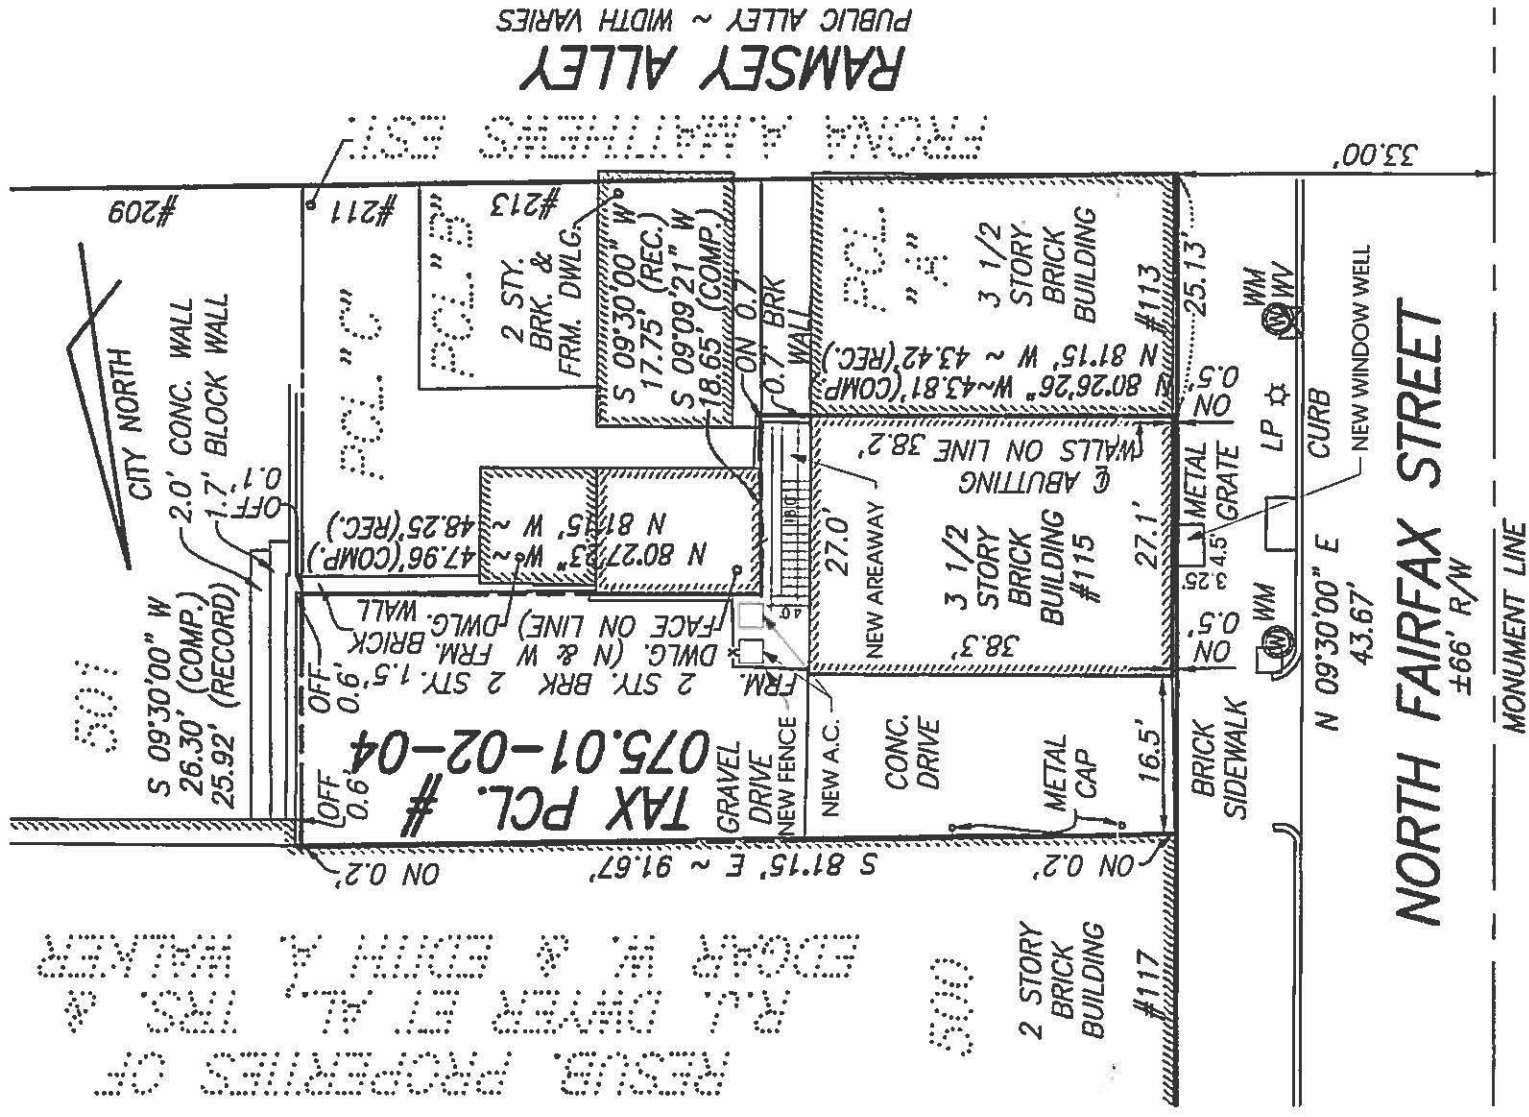 PUBLIC ALLEY ~ WIDTH VARIES
RAMSEY ALLEY
FRONA A. MATTHEWS EST.
33.00'
#209
#211
#213
PCL. "B"
PCL. "C"
2 STY.
BRK. &
FRM. DWLG.
S 09°30'00" W
17.75' (REC.)
S 09°09'21" W
18.65' (COMP.)
ON 0.7'
0.7' BRK
WALL
PCL.
"A"
3 1/2
STORY
BRICK
BUILDING
#113
25.13'
N 81°15' W ~ 43.42'(REC.)
N 80°26'26" W~43.81'(COMP
CITY NORTH
2.0' CONC. WALL
1.7' BLOCK WALL
OFF
0.1'
WM
WV
W
LP
ON
0.5'
CURB
NEW WINDOW WELL
METAL
GRATE
4.5'
3.25'
℄ ABUTTING
WALLS ON LINE 38.2'
N 81°15' W ~ 48.25'(REC.)
N 80°27'23" W ~ 47.96'(COMP.)
NEW AREAWAY
27.0'
3 1/2
STORY
BRICK
BUILDING
#115
27.1'
38.3'
ON
0.5'
WM
W
N 09°30'00" E
43.67'
NORTH FAIRFAX STREET
±66' R/W
MONUMENT LINE
501
S 09°30'00" W
26.30' (COMP.)
25.92' (RECORD)
OFF
0.6'
1.5' BRICK
WALL
2 STY. FRM. DWLG.
2 STY. BRK
FRM. DWLG. (N & W
FACE ON LINE)
4.0'
OFF
0.6'
TAX PCL. #
075.01-02-04
GRAVEL
DRIVE
NEW FENCE
NEW A.C.
CONC.
DRIVE
METAL
CAP
16.5'
BRICK
SIDEWALK
ON 0.2'
S 81°15' E ~ 91.67'
ON 0.2'
RESUB. PROPERTIES OF
R.J. DWYER ET AL. TRS. &
EDGAR W. & EDITH A. WALKER
500
2 STORY
BRICK
BUILDING
#117